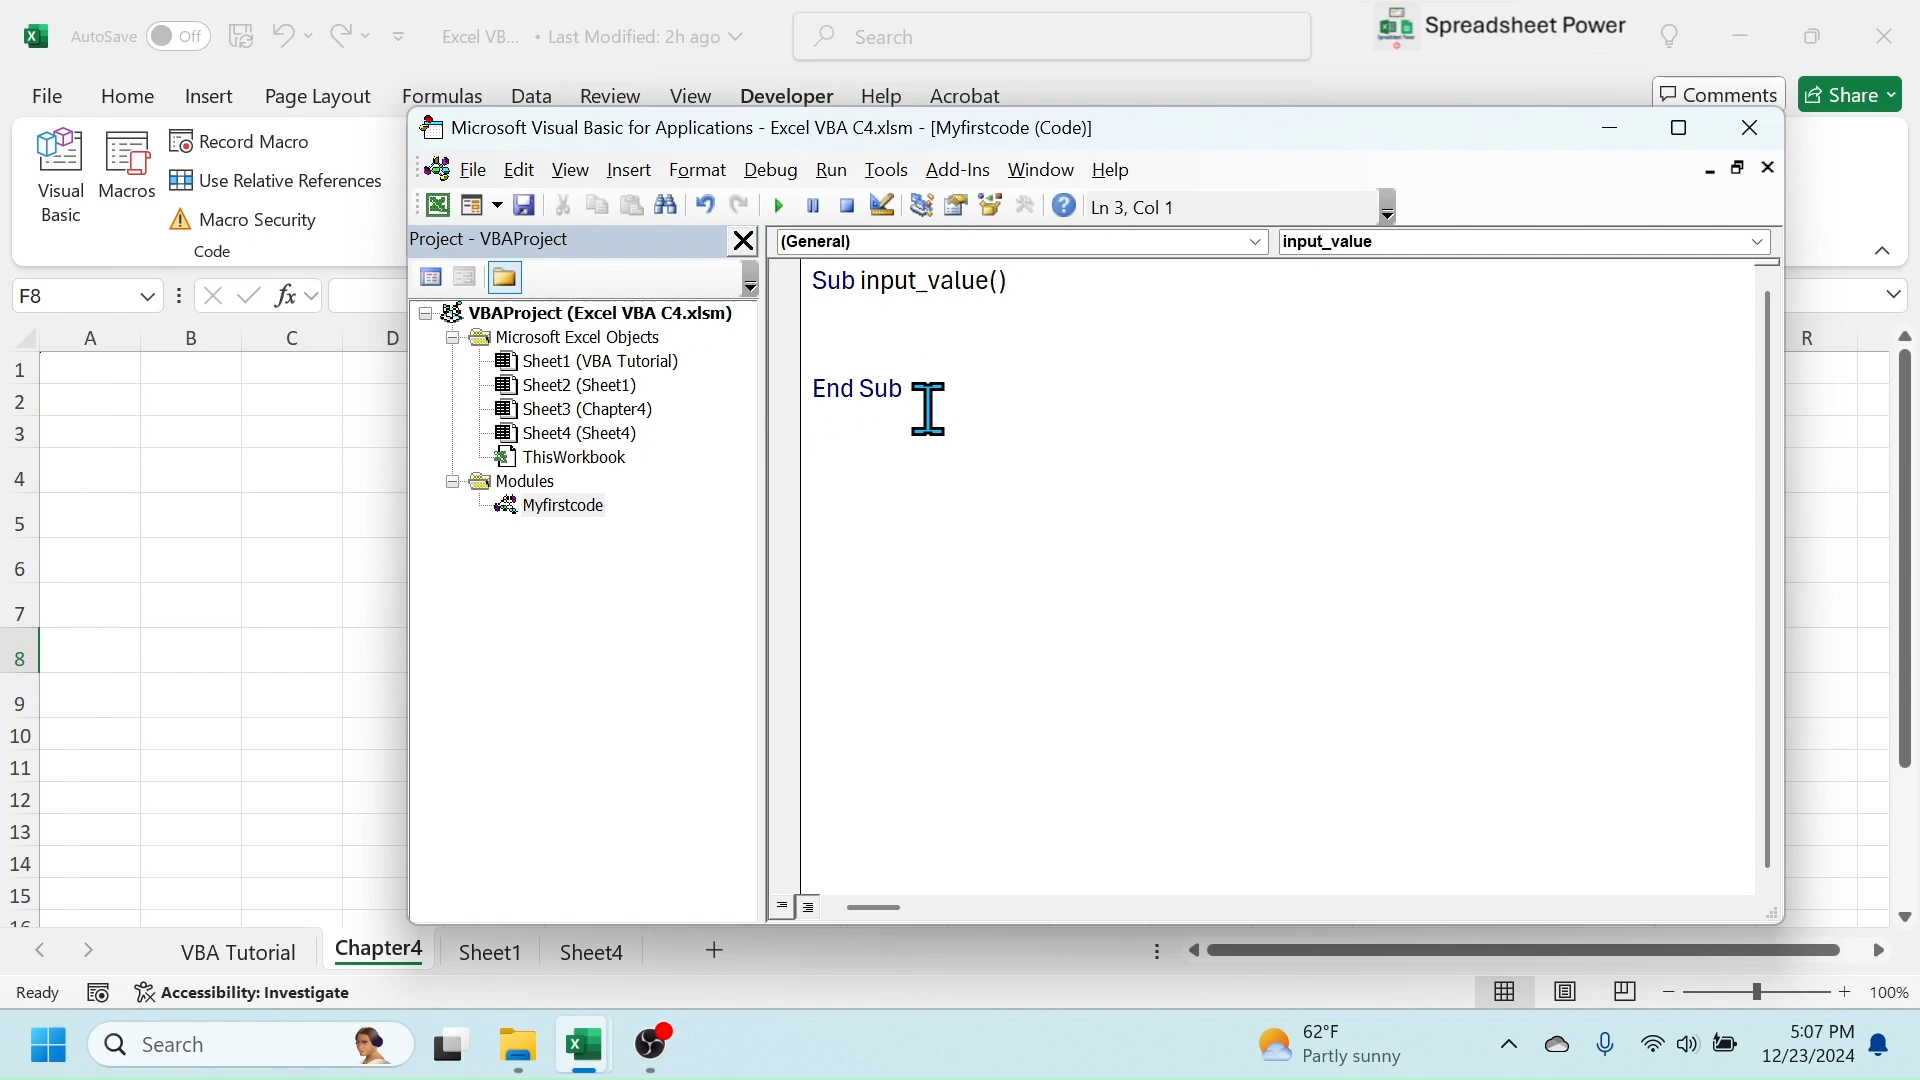 AutoSave Off Excel VB... • Last Modified: 2h ago Search Spreadsheet Power
File Home Insert Page Layout Formulas Data Review View Developer Help Acrobat Comments Share
Visual Basic
Macros
Record Macro
Use Relative References
Macro Security
Code
F8 fx
A B C D R
1
2
3
4
5
6
7
8
9
10
11
12
13
14
15
16
Microsoft Visual Basic for Applications - Excel VBA C4.xlsm - [Myfirstcode (Code)]
File Edit View Insert Format Debug Run Tools Add-Ins Window Help
Ln 3, Col 1
Project - VBAProject
VBAProject (Excel VBA C4.xlsm)
Microsoft Excel Objects
Sheet1 (VBA Tutorial)
Sheet2 (Sheet1)
Sheet3 (Chapter4)
Sheet4 (Sheet4)
ThisWorkbook
Modules
Myfirstcode
(General) input_value
Sub input_value()
End Sub
VBA Tutorial Chapter4 Sheet1 Sheet4
Ready Accessibility: Investigate 100%
Search
62°F
Partly sunny
5:07 PM
12/23/2024